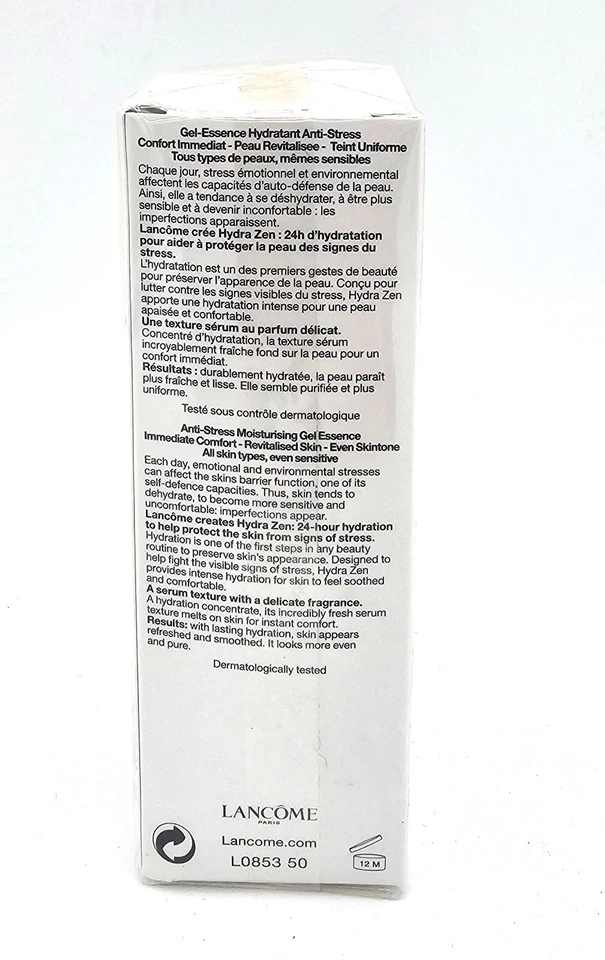 Gel-Essence Hydratant Anti-Stress
Confort Immediat - Peau Revitalisee - Teint Uniforme
Tous types de peaux, mêmes sensibles
Chaque jour, stress émotionnel et environnemental
affectent les capacités d'auto-défense de la peau.
Ainsi, elle a tendance à se déshydrater, à être plus
sensible et à devenir inconfortable : les
imperfections apparaissent.
Lancôme crée Hydra Zen : 24h d'hydratation
pour aider à protéger la peau des signes du
stress.
L'hydratation est un des premiers gestes de beauté
pour préserver l'apparence de la peau. Conçu pour
lutter contre les signes visibles du stress, Hydra Zen
apporte une hydratation intense pour une peau
apaisée et confortable.
Une texture sérum au parfum délicat.
Concentré d'hydratation, la texture sérum
incroyablement fraîche fond sur la peau pour un
confort immédiat.
Résultats : durablement hydratée, la peau paraît
plus fraîche et lisse. Elle semble purifiée et plus
uniforme.
Testé sous contrôle dermatologique
Anti-Stress Moisturising Gel Essence
Immediate Comfort - Revitalised Skin - Even Skintone
All skin types, even sensitive
Each day, emotional and environmental stresses
can affect the skins barrier function, one of its
self-defence capacities. Thus, skin tends to
dehydrate, to become more sensitive and
uncomfortable: imperfections appear.
Lancôme creates Hydra Zen: 24-hour hydration
to help protect the skin from signs of stress.
Hydration is one of the first steps in any beauty
routine to preserve skin's appearance. Designed to
help fight the visible signs of stress, Hydra Zen
provides intense hydration for skin to feel soothed
and comfortable.
A serum texture with a delicate fragrance.
A hydration concentrate, its incredibly fresh serum
texture melts on skin for instant comfort.
Results: with lasting hydration, skin appears
refreshed and smoothed. It looks more even
and pure.
Dermatologically tested
LANCÔME
PARIS
Lancome.com
L0853 50
12 M